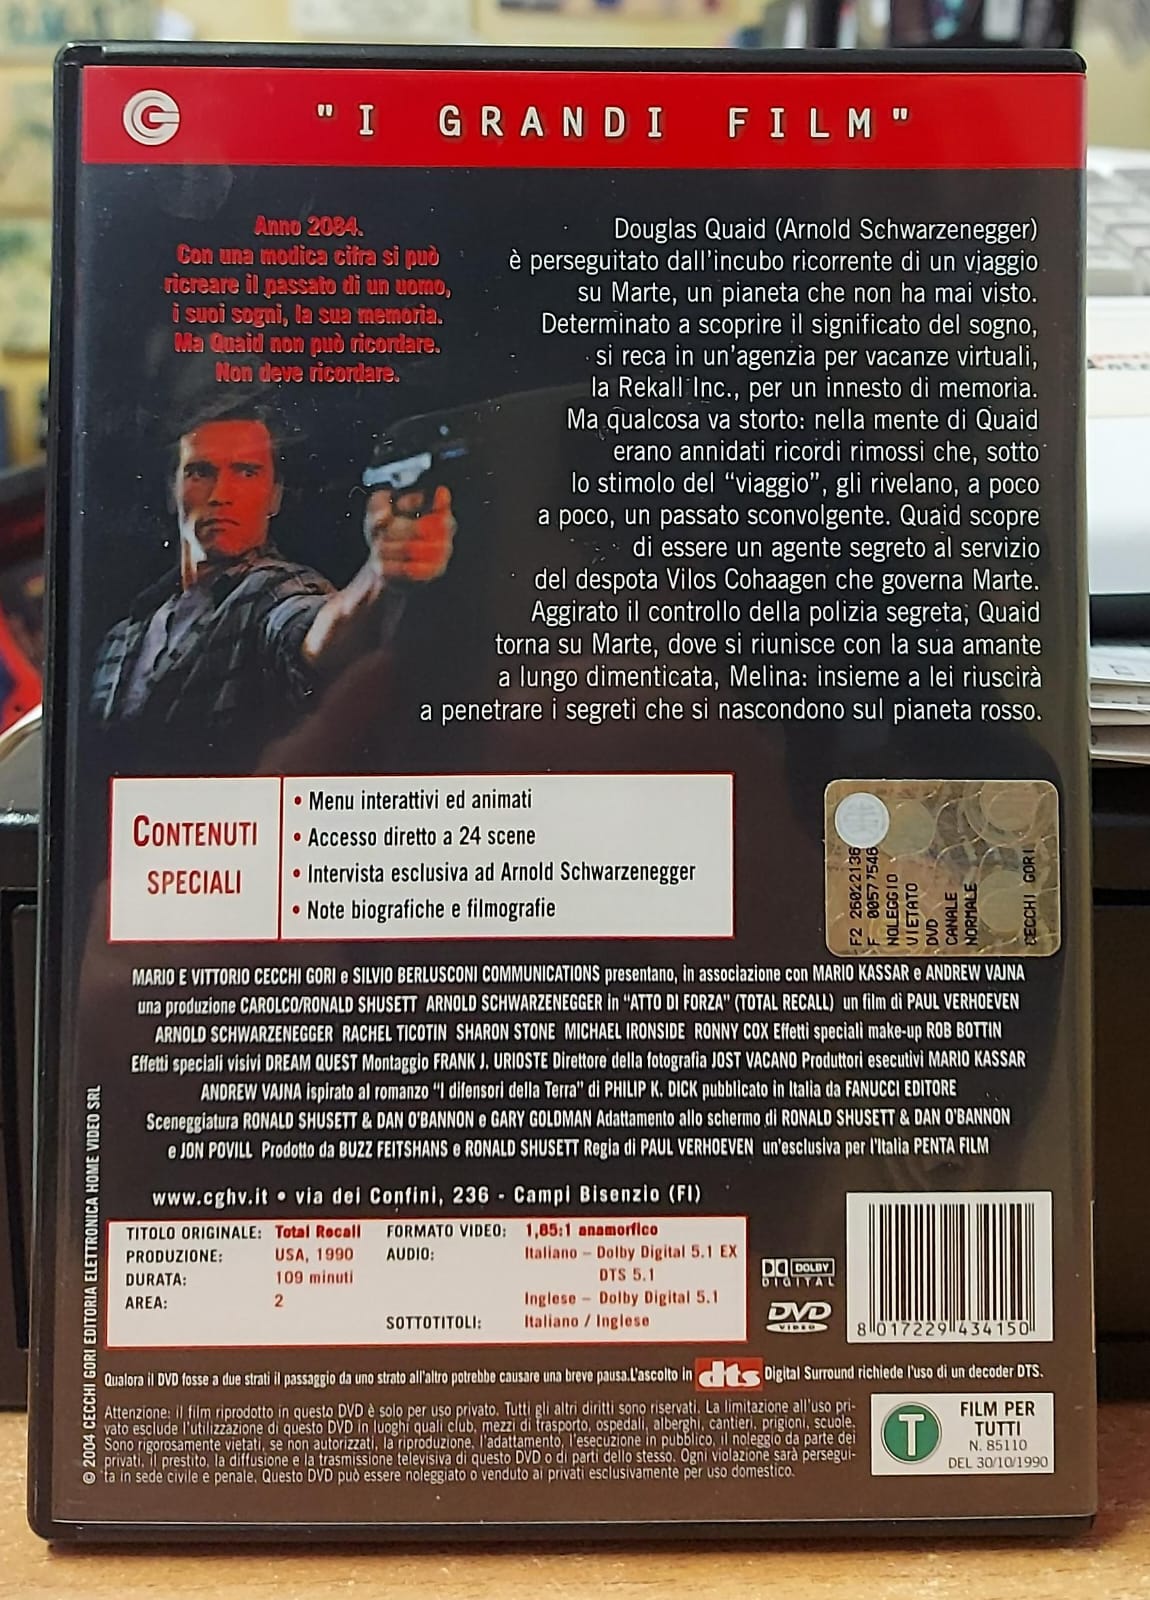 "I GRANDI FILM"
Anno 2084.
Con una modica cifra si può
ricreare il passato di un uomo,
i suoi sogni, la sua memoria.
Ma Quaid non può ricordare.
Non deve ricordare.
Douglas Quaid (Arnold Schwarzenegger)
è perseguitato dall'incubo ricorrente di un viaggio
su Marte, un pianeta che non ha mai visto.
Determinato a scoprire il significato del sogno,
si reca in un'agenzia per vacanze virtuali,
la Rekall Inc., per un innesto di memoria.
Ma qualcosa va storto: nella mente di Quaid
erano annidati ricordi rimossi che, sotto
lo stimolo del "viaggio", gli rivelano, a poco
a poco, un passato sconvolgente. Quaid scopre
di essere un agente segreto al servizio
del despota Vilos Cohaagen che governa Marte.
Aggirato il controllo della polizia segreta, Quaid
torna su Marte, dove si riunisce con la sua amante
a lungo dimenticata, Melina: insieme a lei riuscirà
a penetrare i segreti che si nascondono sul pianeta rosso.
CONTENUTI
SPECIALI
• Menu interattivi ed animati
• Accesso diretto a 24 scene
• Intervista esclusiva ad Arnold Schwarzenegger
• Note biografiche e filmografie
F2 26022136
F 00577546
NOLEGGIO
VIETATO
DVD
CANALE
NORMALE
CECCHI GORI
MARIO E VITTORIO CECCHI GORI e SILVIO BERLUSCONI COMMUNICATIONS presentano, in associazione con MARIO KASSAR e ANDREW VAJNA
una produzione CAROLCO/RONALD SHUSETT ARNOLD SCHWARZENEGGER in "ATTO DI FORZA" (TOTAL RECALL) un film di PAUL VERHOEVEN
ARNOLD SCHWARZENEGGER RACHEL TICOTIN SHARON STONE MICHAEL IRONSIDE RONNY COX Effetti speciali make-up ROB BOTTIN
Effetti speciali visivi DREAM QUEST Montaggio FRANK J. URIOSTE Direttore della fotografia JOST VACANO Produttori esecutivi MARIO KASSAR
ANDREW VAJNA ispirato al romanzo "I difensori della Terra" di PHILIP K. DICK pubblicato in Italia da FANUCCI EDITORE
Sceneggiatura RONALD SHUSETT & DAN O'BANNON e GARY GOLDMAN Adattamento allo schermo di RONALD SHUSETT & DAN O'BANNON
e JON POVILL Prodotto da BUZZ FEITSHANS e RONALD SHUSETT Regia di PAUL VERHOEVEN un'esclusiva per l'Italia PENTA FILM
www.cghv.it • via dei Confini, 236 - Campi Bisenzio (FI)
TITOLO ORIGINALE: Total Recall
PRODUZIONE: USA, 1990
DURATA: 109 minuti
AREA: 2
FORMATO VIDEO: 1,85:1 anamorfico
AUDIO: Italiano – Dolby Digital 5.1 EX
DTS 5.1
Inglese – Dolby Digital 5.1
SOTTOTITOLI: Italiano / Inglese
DOLBY
DIGITAL
DVD
VIDEO
8 017229 434150
Qualora il DVD fosse a due strati il passaggio da uno strato all'altro potrebbe causare una breve pausa.L'ascolto in dts Digital Surround richiede l'uso di un decoder DTS.
Attenzione: il film riprodotto in questo DVD è solo per uso privato. Tutti gli altri diritti sono riservati. La limitazione all'uso pri-
vato esclude l'utilizzazione di questo DVD in luoghi quali club, mezzi di trasporto, ospedali, alberghi, cantieri, prigioni, scuole.
Sono rigorosamente vietati, se non autorizzati, la riproduzione, l'adattamento, l'esecuzione in pubblico, il noleggio da parte dei
privati, il prestito, la diffusione e la trasmissione televisiva di questo DVD o di parti dello stesso. Ogni violazione sarà persegui-
ta in sede civile e penale. Questo DVD può essere noleggiato o venduto ai privati esclusivamente per uso domestico.
T
FILM PER
TUTTI
N. 85110
DEL 30/10/1990
© 2004 CECCHI GORI EDITORIA ELETTRONICA HOME VIDEO SRL